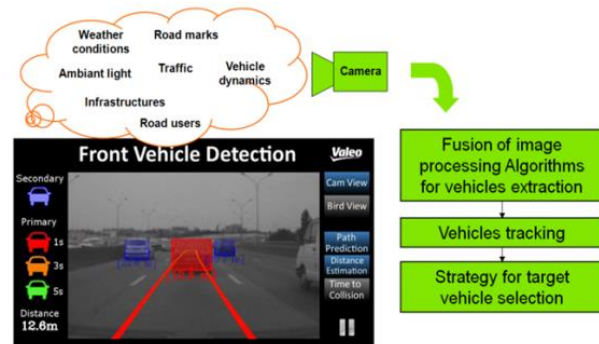 Weather
conditions
Road marks
Ambiant light
Traffic
Vehicle
dynamics
Infrastructures
Road users
Camera
Fusion of image
processing Algorithms
for vehicles extraction
Vehicles tracking
Strategy for target
vehicle selection
Front Vehicle Detection
Valeo
Secondary
Primary
1s
3s
5s
Distance
12.6m
Cam View
Bird View
Path
Prediction
Distance
Estimation
Time to
Collision